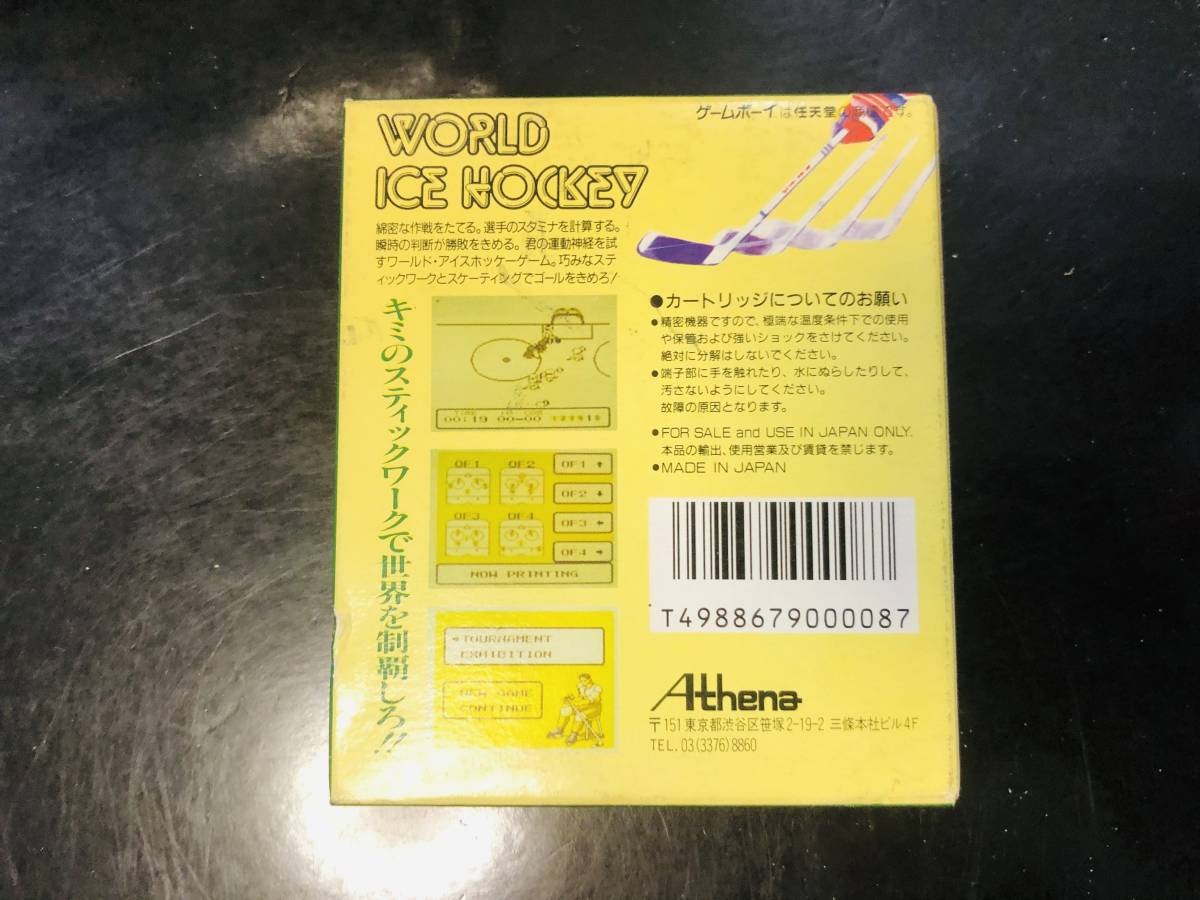 WORLD
ICE HOCKEY
ゲームボーイは任天堂の商標です。
綿密な作戦をたてる。選手のスタミナを計算する。
瞬時の判断が勝敗をきめる。君の運動神経を試
すワールド・アイスホッケーゲーム。巧みなステ
ィックワークとスケーティングでゴールをきめろ!
キミのスティックワークで世界を制覇しろ!!
00:19 00-00
OF1 OF2
OF3 OF4
OF1
OF2
OF3
OF4
NOW PRINTING
TOURNAMENT
EXHIBITION
NEW GAME
CONTINUE
●カートリッジについてのお願い
●精密機器ですので、極端な温度条件下での使用
や保管および強いショックをさけてください。
絶対に分解はしないでください。
●端子部に手を触れたり、水にぬらしたりして、
汚さないようにしてください。
故障の原因となります。
●FOR SALE and USE IN JAPAN ONLY.
本品の輸出、使用営業及び賃貸を禁じます。
●MADE IN JAPAN
T4988679000087
Athena
〒151 東京都渋谷区笹塚2-19-2 三條本社ビル4F
TEL. 03 (3376) 8860